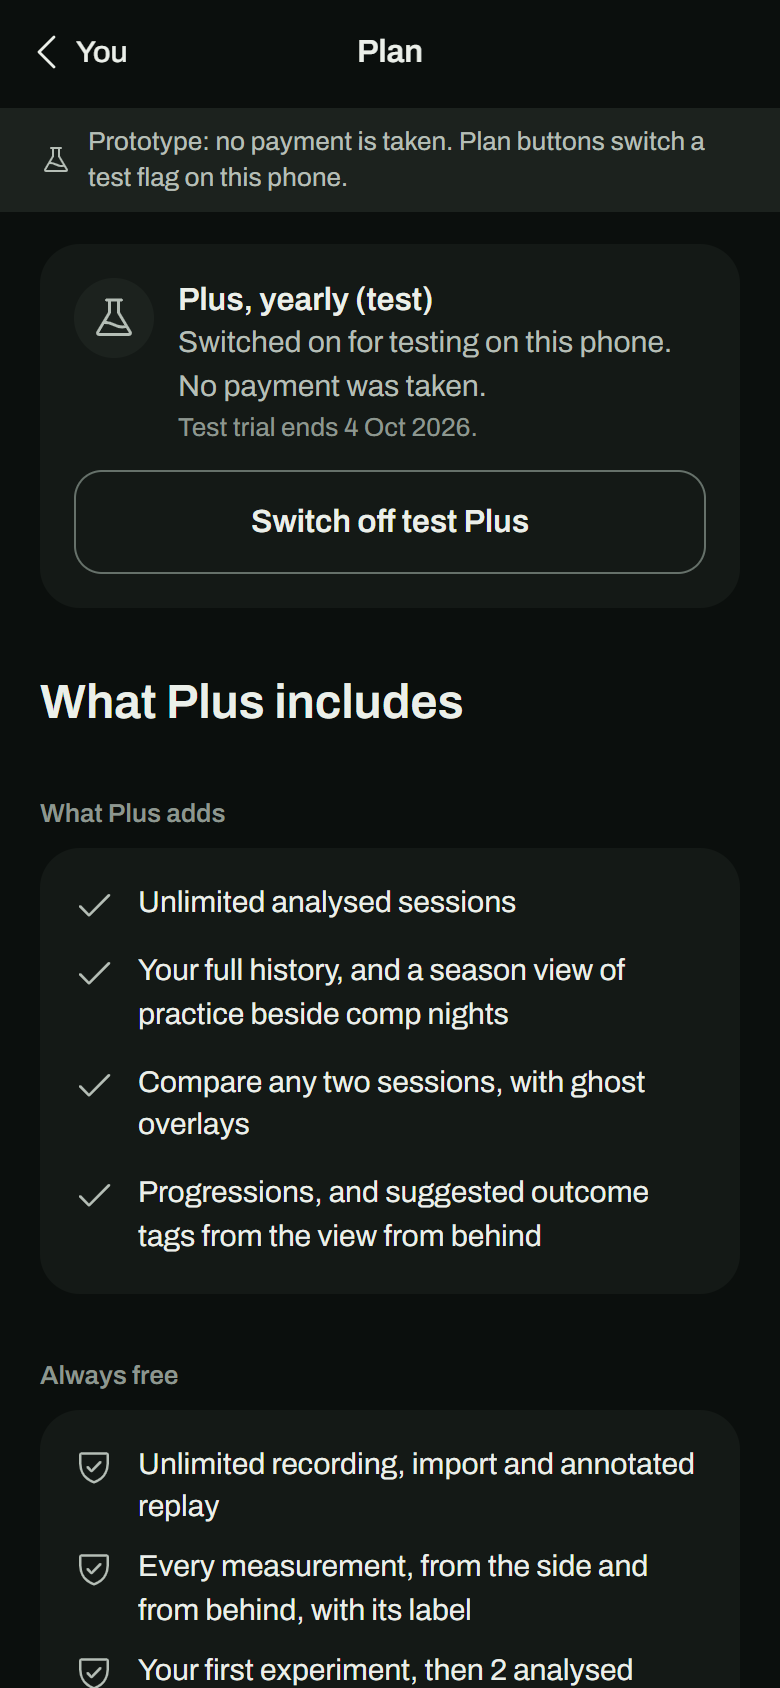 You
Plan
Prototype: no payment is taken. Plan buttons switch a
test flag on this phone.
Plus, yearly (test)
Switched on for testing on this phone.
No payment was taken.
Test trial ends 4 Oct 2026.
Switch off test Plus
What Plus includes
What Plus adds
Unlimited analysed sessions
Your full history, and a season view of
practice beside comp nights
Compare any two sessions, with ghost
overlays
Progressions, and suggested outcome
tags from the view from behind
Always free
Unlimited recording, import and annotated
replay
Every measurement, from the side and
from behind, with its label
Your first experiment, then 2 analysed